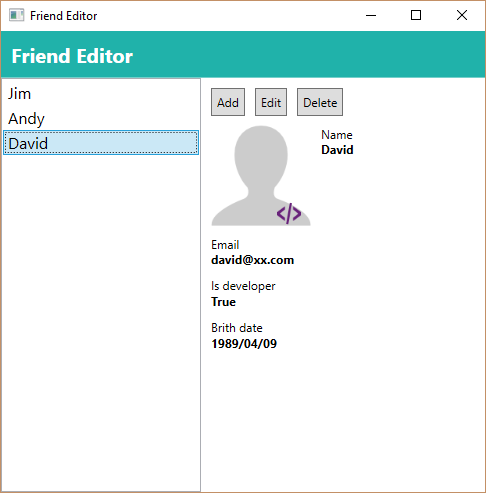 Friend Editor
Friend Editor
Jim
Andy
David
Add Edit Delete
Name
David
</>
Email
david@xx.com
Is developer
True
Brith date
1989/04/09